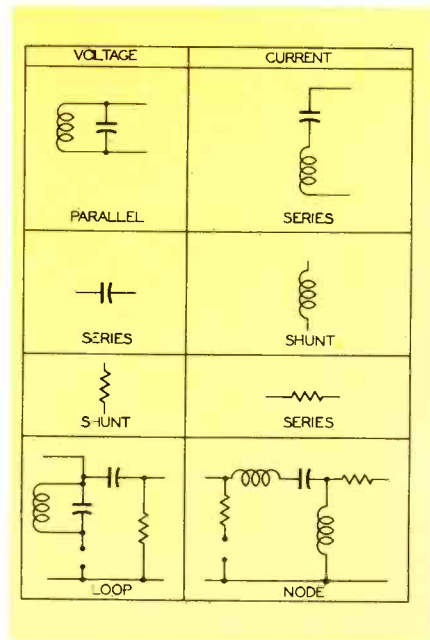 VOLTAGE CURRENT
PARALLEL SERIES
SERIES SHUNT
SHUNT SERIES
LOOP NODE